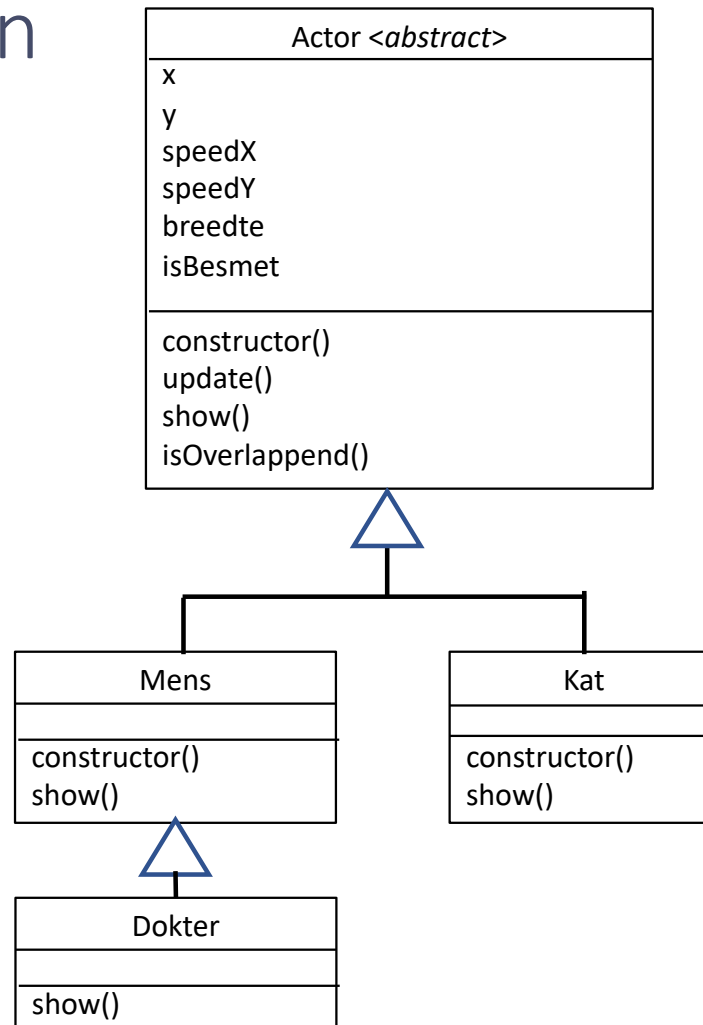 n
Actor <abstract>
x
y
speedX
speedY
breedte
isBesmet
constructor()
update()
show()
isOverlappend()
Mens
constructor()
show()
Kat
constructor()
show()
Dokter
show()